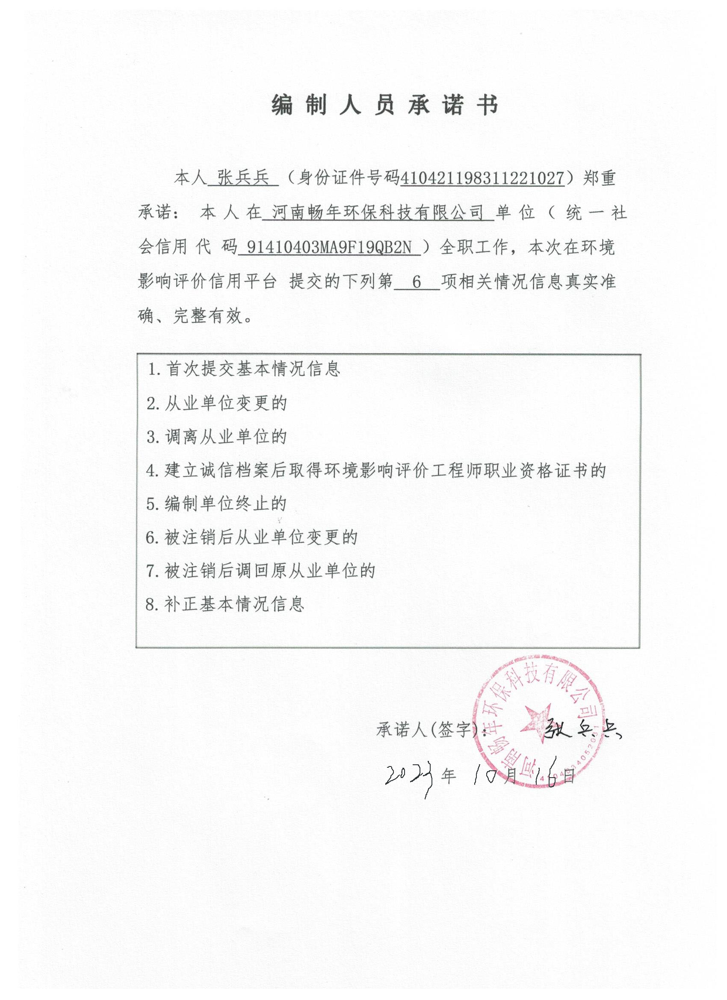 编制人员承诺书
本人 张兵兵 （身份证件号码410421198311221027）郑重
承诺： 本人在 河南畅年环保科技有限公司 单位（统一社
会信用代码 91410403MA9F19QB2N ）全职工作，本次在环境
影响评价信用平台 提交的下列第 6 项相关情况信息真实准
确、完整有效。
1.首次提交基本情况信息
2.从业单位变更的
3.调离从业单位的
4.建立诚信档案后取得环境影响评价工程师职业资格证书的
5.编制单位终止的
6.被注销后从业单位变更的
7.被注销后调回原从业单位的
8.补正基本情况信息
河南畅年环保科技有限公司
承诺人(签字)： 张兵兵
2023年10月16日